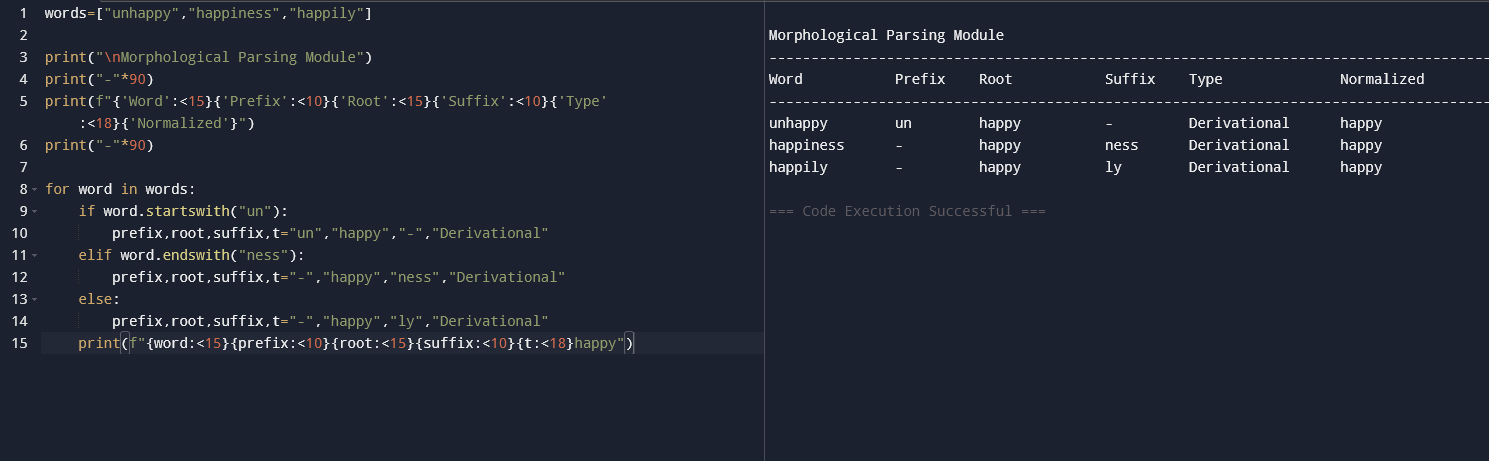 1 words=["unhappy","happiness","happily"]
2
3 print("\nMorphological Parsing Module")
4 print("-"*90)
5 print(f"{'Word':<15}{'Prefix':<10}{'Root':<15}{'Suffix':<10}{'Type'
:<18}{'Normalized'}")
6 print("-"*90)
7
8 for word in words:
9     if word.startswith("un"):
10         prefix,root,suffix,t="un","happy","-","Derivational"
11     elif word.endswith("ness"):
12         prefix,root,suffix,t="-","happy","ness","Derivational"
13     else:
14         prefix,root,suffix,t="-","happy","ly","Derivational"
15     print(f"{word:<15}{prefix:<10}{root:<15}{suffix:<10}{t:<18}happy")
Morphological Parsing Module
--------------------------------------------------------------------------------------
Word           Prefix    Root           Suffix    Type              Normalized
--------------------------------------------------------------------------------------
unhappy        un        happy          -         Derivational      happy
happiness      -         happy          ness      Derivational      happy
happily        -         happy          ly        Derivational      happy
=== Code Execution Successful ===